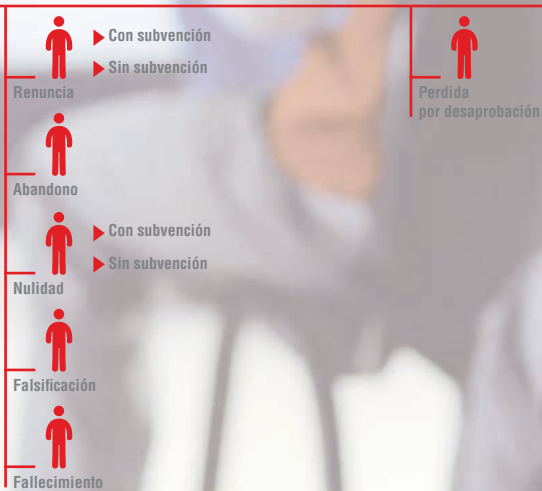 Con subvención
Sin subvención
Renuncia
Abandono
Con subvención
Sin subvención
Nulidad
Falsificación
Fallecimiento
Perdida
por desaprobación